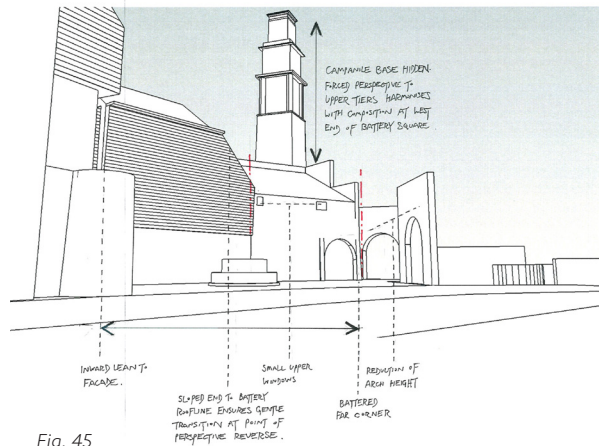 CAMPANILE BASE HIDDEN.
FORCED PERSPECTIVE TO
UPPER TIERS HARMONISES
WITH COMPOSITION AT WEST
END OF BATTERY SQUARE.
INWARD LEAN TO
FACADE.
SLOPED END TO BATTERY
ROOFLINE ENSURES GENTLE
TRANSITION AT POINT OF
PERSPECTIVE REVERSE.
SMALL UPPER
WINDOWS
BATTERED
FAR CORNER
REDUCTION OF
ARCH HEIGHT
Fig. 45